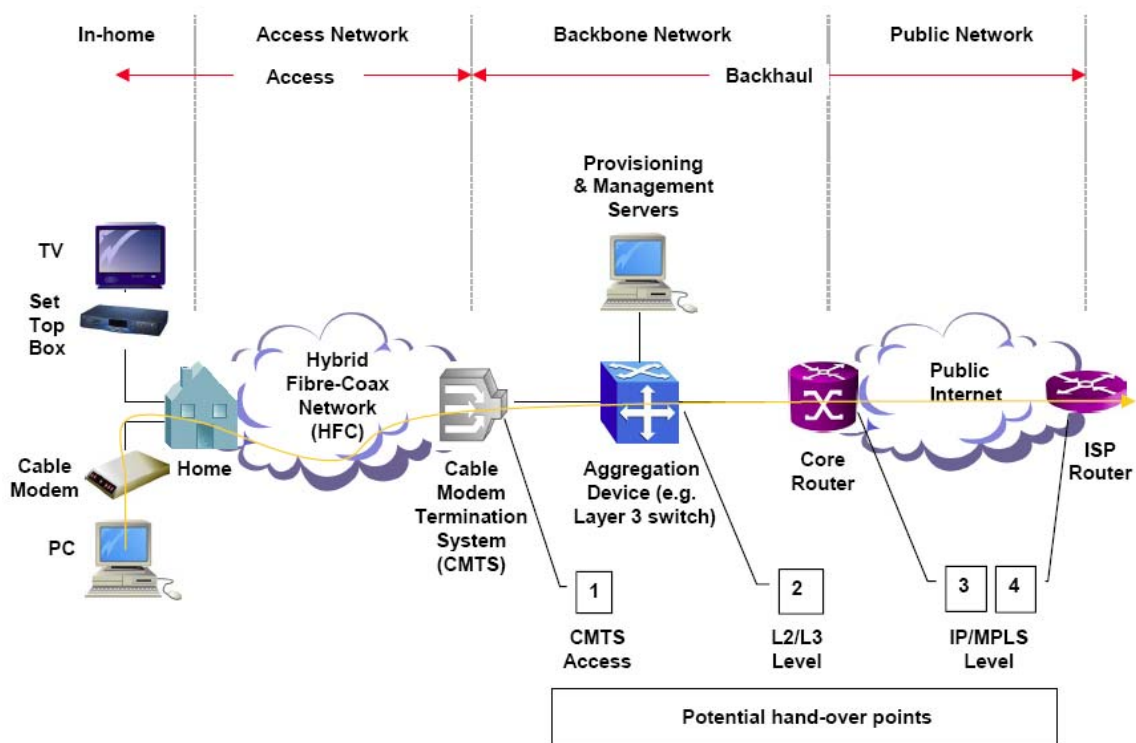 In-home
Access Network
Backbone Network
Public Network
Access
Backhaul
Provisioning
& Management
Servers
TV
Set
Top
Box
Hybrid
Fibre-Coax
Network
(HFC)
Public
Internet
Home
Cable
Modem
PC
Cable
Modem
Termination
System
(CMTS)
Aggregation
Device (e.g.
Layer 3 switch)
Core
Router
ISP
Router
1
2
3
4
CMTS
Access
L2/L3
Level
IP/MPLS
Level
Potential hand-over points